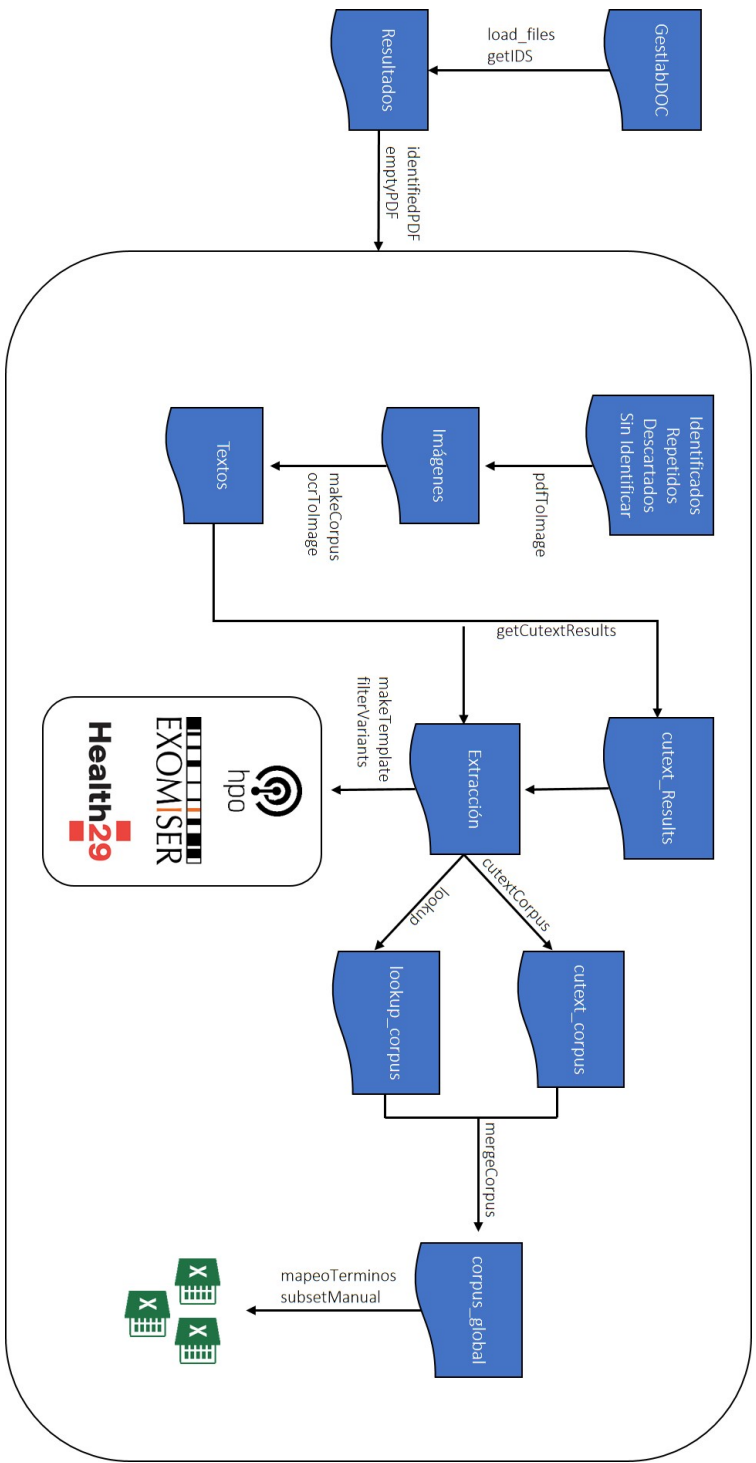 GestlabDOC
load_files
getIDS
Resultados
identifiedPDF
emptyPDF
Identificados
Repetidos
Descartados
Sin Identificar
pdfToImage
Imágenes
makeCorpus
ocrToImage
Textos
getCutextResults
cutext_Results
Extracción
makeTemplate
filterVariants
hpo
EXOMISER
Health29
cutextCorpus
lookup
cutext_corpus
lookup_corpus
mergeCorpus
corpus_global
mapeoTerminos
subsetManual
X
X
X